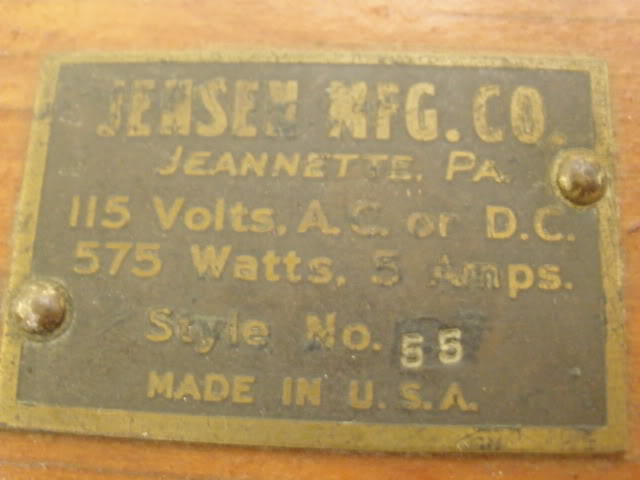 JENSEN MFG. CO.
JEANNETTE, PA.
115 Volts, A.C. or D.C.
575 Watts, 5 Amps.
Style No. 55
MADE IN U.S.A.